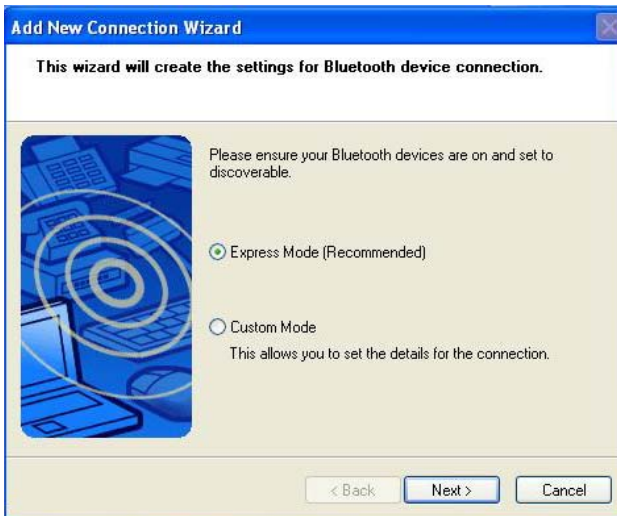 Add New Connection Wizard
This wizard will create the settings for Bluetooth device connection.
Please ensure your Bluetooth devices are on and set to
discoverable.
Express Mode (Recommended)
Custom Mode
This allows you to set the details for the connection.
< Back
Next >
Cancel